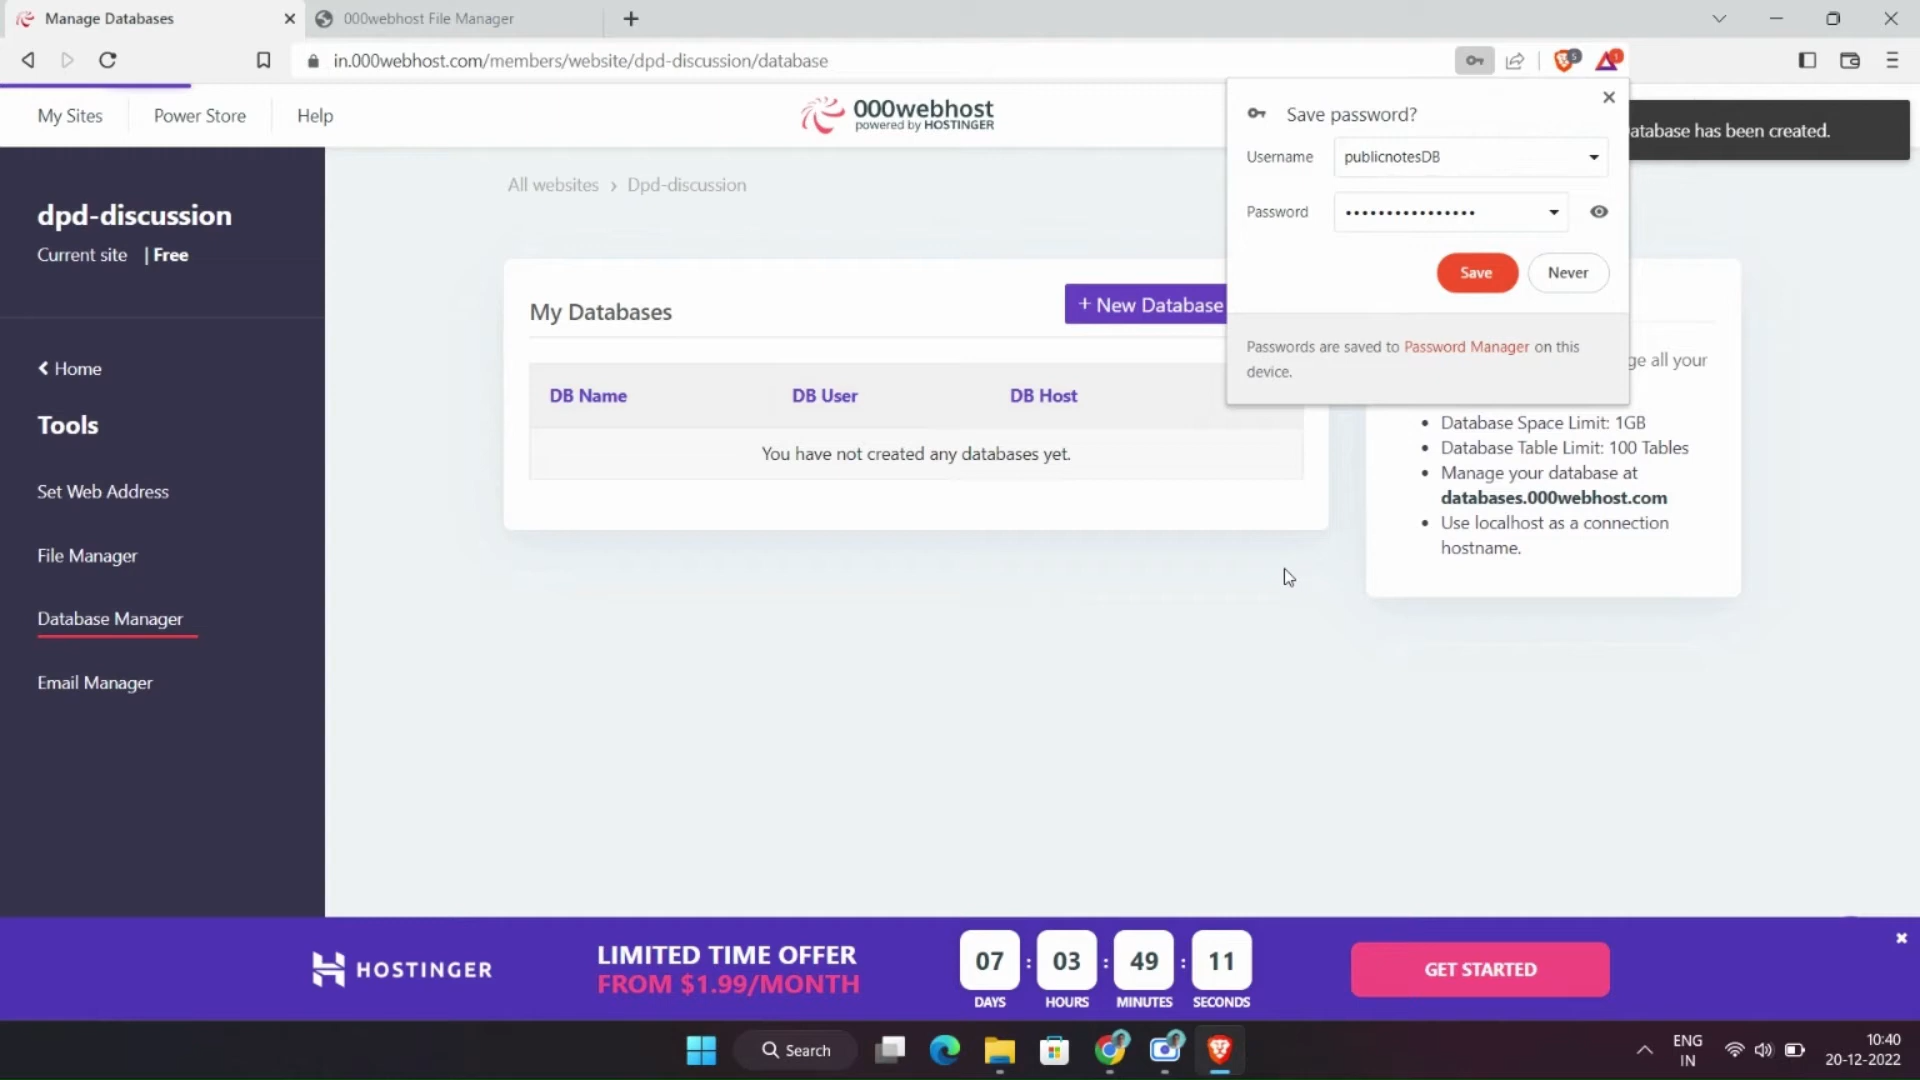 Manage Databases
000webhost File Manager
in.000webhost.com/members/website/dpd-discussion/database
5
1
My Sites
Power Store
Help
000webhost
powered by HOSTINGER
Save password?
Username
publicnotesDB
Password
Save
Never
Passwords are saved to Password Manager on this
device.
atabase has been created.
dpd-discussion
Current site | Free
Home
Tools
Set Web Address
File Manager
Database Manager
Email Manager
All websites › Dpd-discussion
My Databases
+ New Database
DB Name
DB User
DB Host
You have not created any databases yet.
ge all your
• Database Space Limit: 1GB
• Database Table Limit: 100 Tables
• Manage your database at
databases.000webhost.com
• Use localhost as a connection
hostname.
HOSTINGER
LIMITED TIME OFFER
FROM $1.99/MONTH
07 : 03 : 49 : 11
DAYS HOURS MINUTES SECONDS
GET STARTED
Search
ENG
IN
10:40
20-12-2022